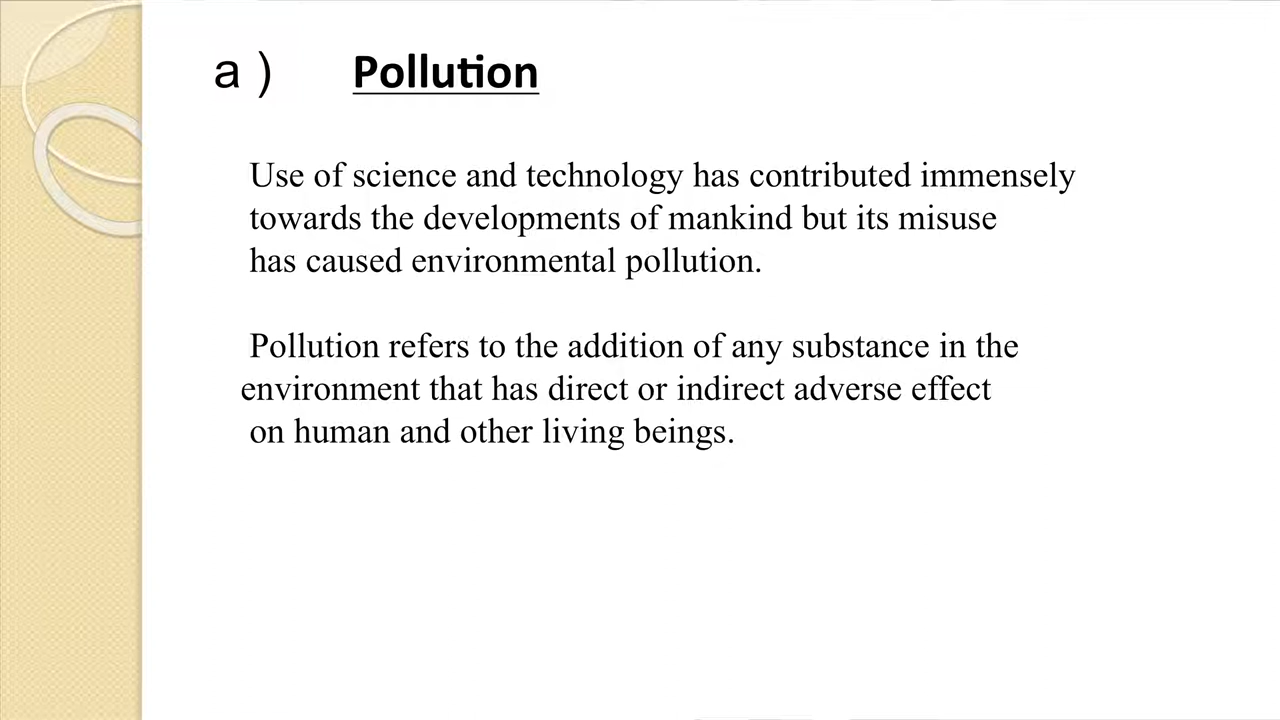 a ) Pollution
Use of science and technology has contributed immensely
towards the developments of mankind but its misuse
has caused environmental pollution.
Pollution refers to the addition of any substance in the
environment that has direct or indirect adverse effect
on human and other living beings.